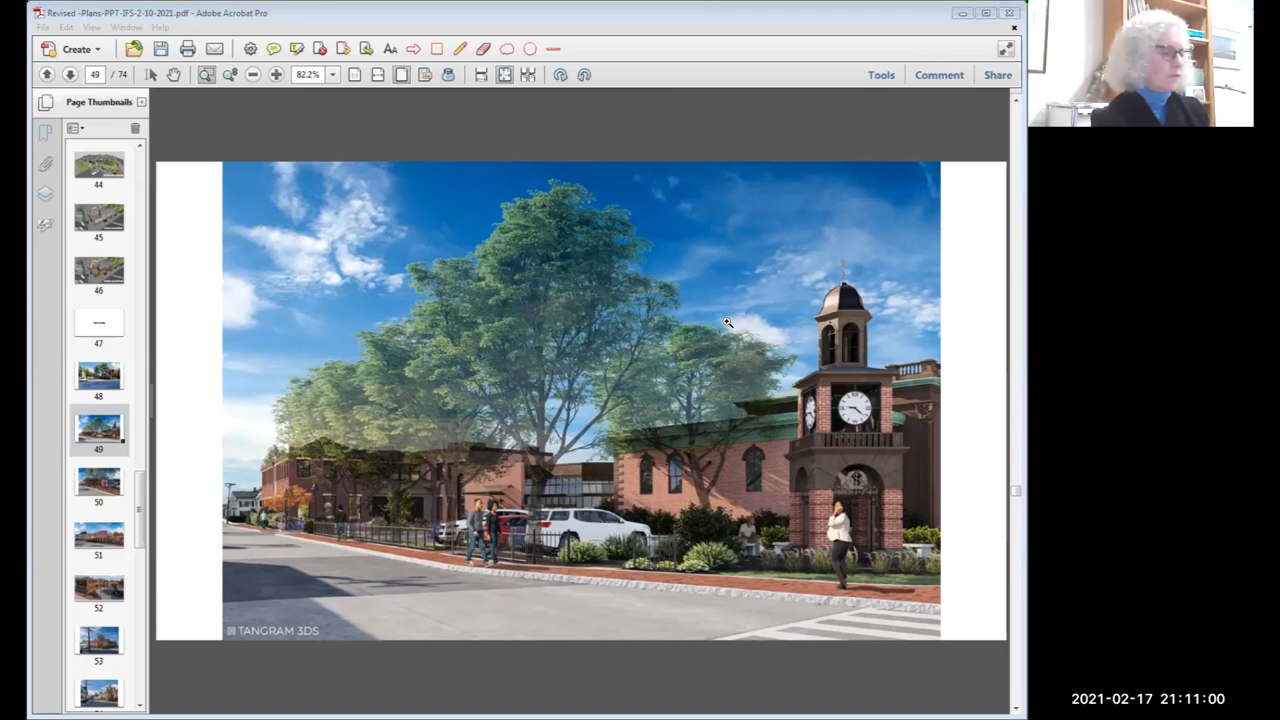 Revised -Plans-PPT-IFS-2-10-2021.pdf - Adobe Acrobat Pro
File Edit View Window Help
Create
49 / 74 82.2% Tools Comment Share
Page Thumbnails
44
45
46
47
48
49
50
51
52
53
TANGRAM 3DS
2021-02-17 21:11:00